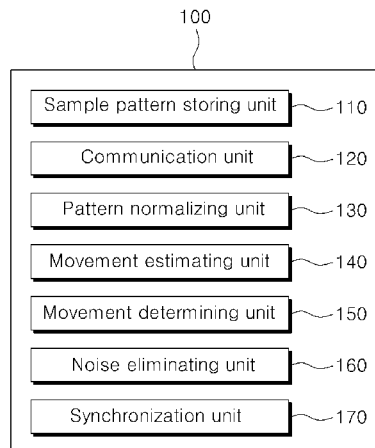 100
Sample pattern storing unit 110
Communication unit 120
Pattern normalizing unit 130
Movement estimating unit 140
Movement determining unit 150
Noise eliminating unit 160
Synchronization unit 170